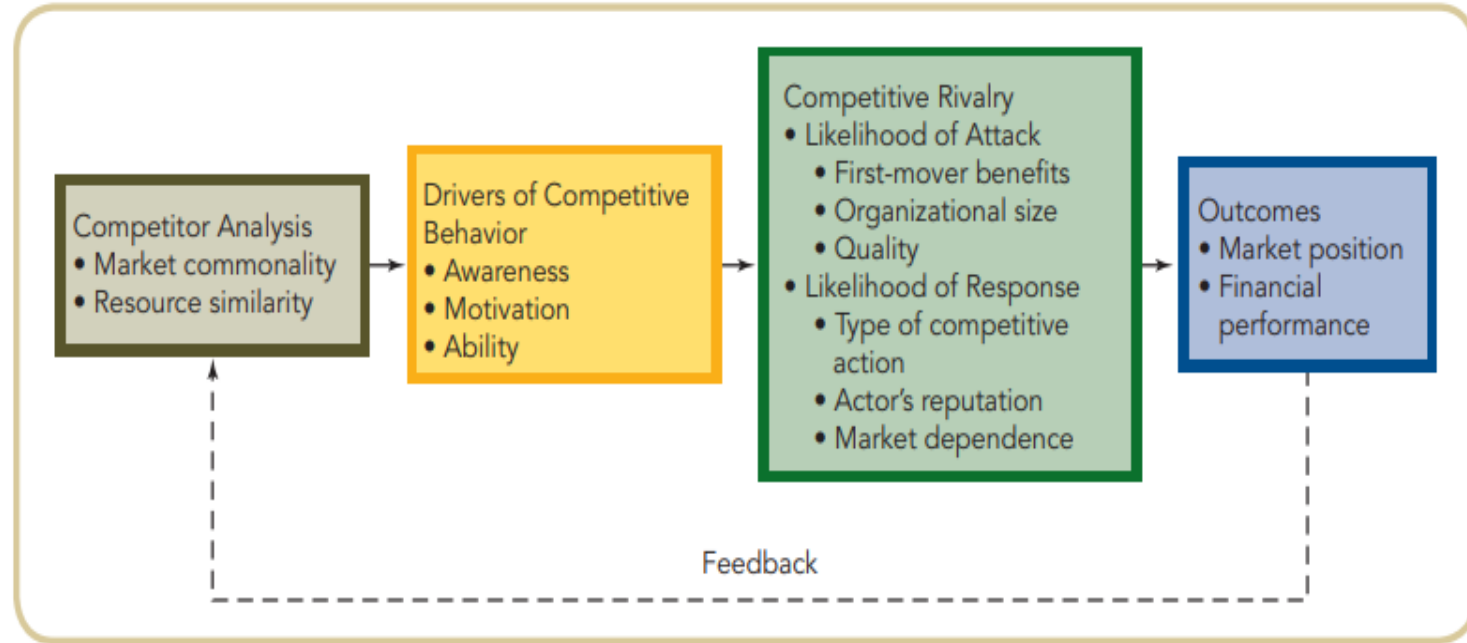 Competitor Analysis
• Market commonality
• Resource similarity
Drivers of Competitive
Behavior
• Awareness
• Motivation
• Ability
Competitive Rivalry
• Likelihood of Attack
• First-mover benefits
• Organizational size
• Quality
• Likelihood of Response
• Type of competitive
action
• Actor’s reputation
• Market dependence
Outcomes
• Market position
• Financial
performance
Feedback